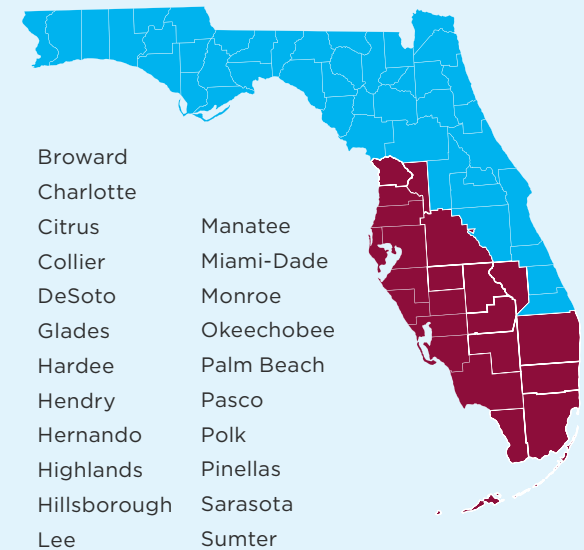 Broward
Charlotte
Citrus
Collier
DeSoto
Glades
Hardee
Hendry
Hernando
Highlands
Hillsborough
Lee
Manatee
Miami-Dade
Monroe
Okeechobee
Palm Beach
Pasco
Polk
Pinellas
Sarasota
Sumter